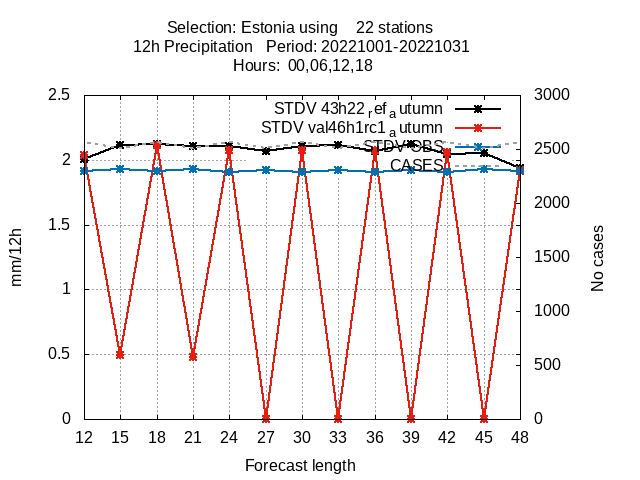 Selection: Estonia using 22 stations
12h Precipitation Period: 20221001-20221031
Hours: 00,06,12,18
STDV 43h22ref_autumn
STDV val46h1rc1_autumn
STDV OBS
CASES
2.5
2
1.5
1
0.5
0
3000
2500
2000
1500
1000
500
0
mm/12h
No cases
12 15 18 21 24 27 30 33 36 39 42 45 48
Forecast length